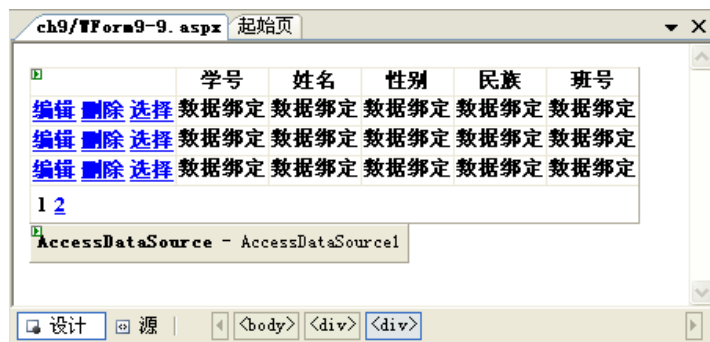 ch9/WForm9-9.aspx 起始页
学号 姓名 性别 民族 班号
编辑 删除 选择 数据绑定 数据绑定 数据绑定 数据绑定 数据绑定
编辑 删除 选择 数据绑定 数据绑定 数据绑定 数据绑定 数据绑定
编辑 删除 选择 数据绑定 数据绑定 数据绑定 数据绑定 数据绑定
1 2
AccessDataSource - AccessDataSource1
设计 源 <body> <div> <div>